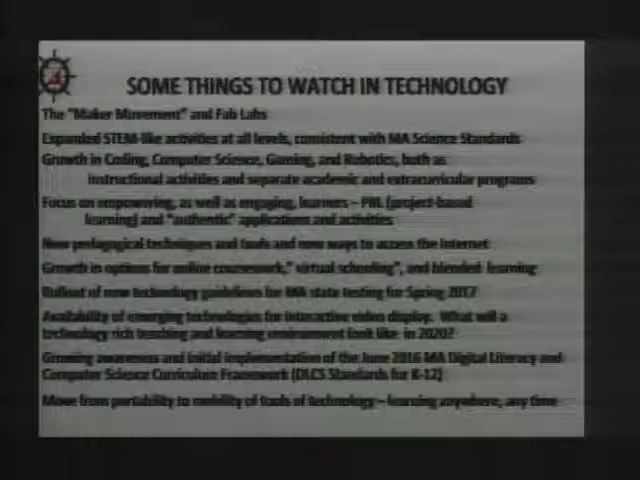 SOME THINGS TO WATCH IN TECHNOLOGY
The "Maker Movement" and Fab Labs
Expanded STEM-like activities at all levels, consistent with MA Science Standards
Growth in Coding, Computer Science, Gaming, and Robotics, both as
instructional activities and separate academic and extracurricular programs
Focus on empowering, as well as engaging, learners – PBL (project-based
learning) and "authentic" applications and activities
New pedagogical techniques and tools and new ways to access the Internet
Growth in options for online coursework," virtual schooling", and blended learning
Rollout of new technology guidelines for MA state testing for Spring 2017
Availability of emerging technologies for interactive video display. What will a
technology rich teaching and learning environment look like in 2020?
Growing awareness and initial implementation of the June 2016 MA Digital Literacy and
Computer Science Curriculum Framework (DLCS Standards for K-12)
Move from portability to mobility of tools of technology – learning anywhere, any time